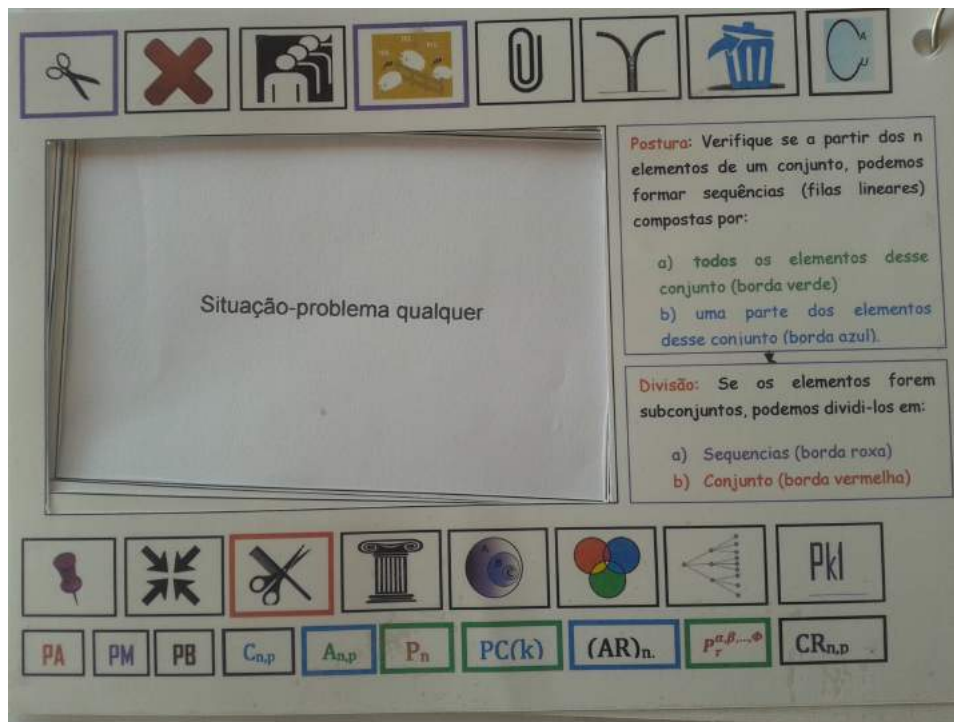 A
U
Postura: Verifique se a partir dos n
elementos de um conjunto, podemos
formar sequências (filas lineares)
compostas por:
a) todos os elementos desse
conjunto (borda verde)
b) uma parte dos elementos
desse conjunto (borda azul).
Situação-problema qualquer
Divisão: Se os elementos forem
subconjuntos, podemos dividi-los em:
a) Sequencias (borda roxa)
b) Conjunto (borda vermelha)
A
B
C
Pk1
PA PM PB Cn,p An,p Pn PC(k) (AR)n. Prα,β,...,Φ CRn,p